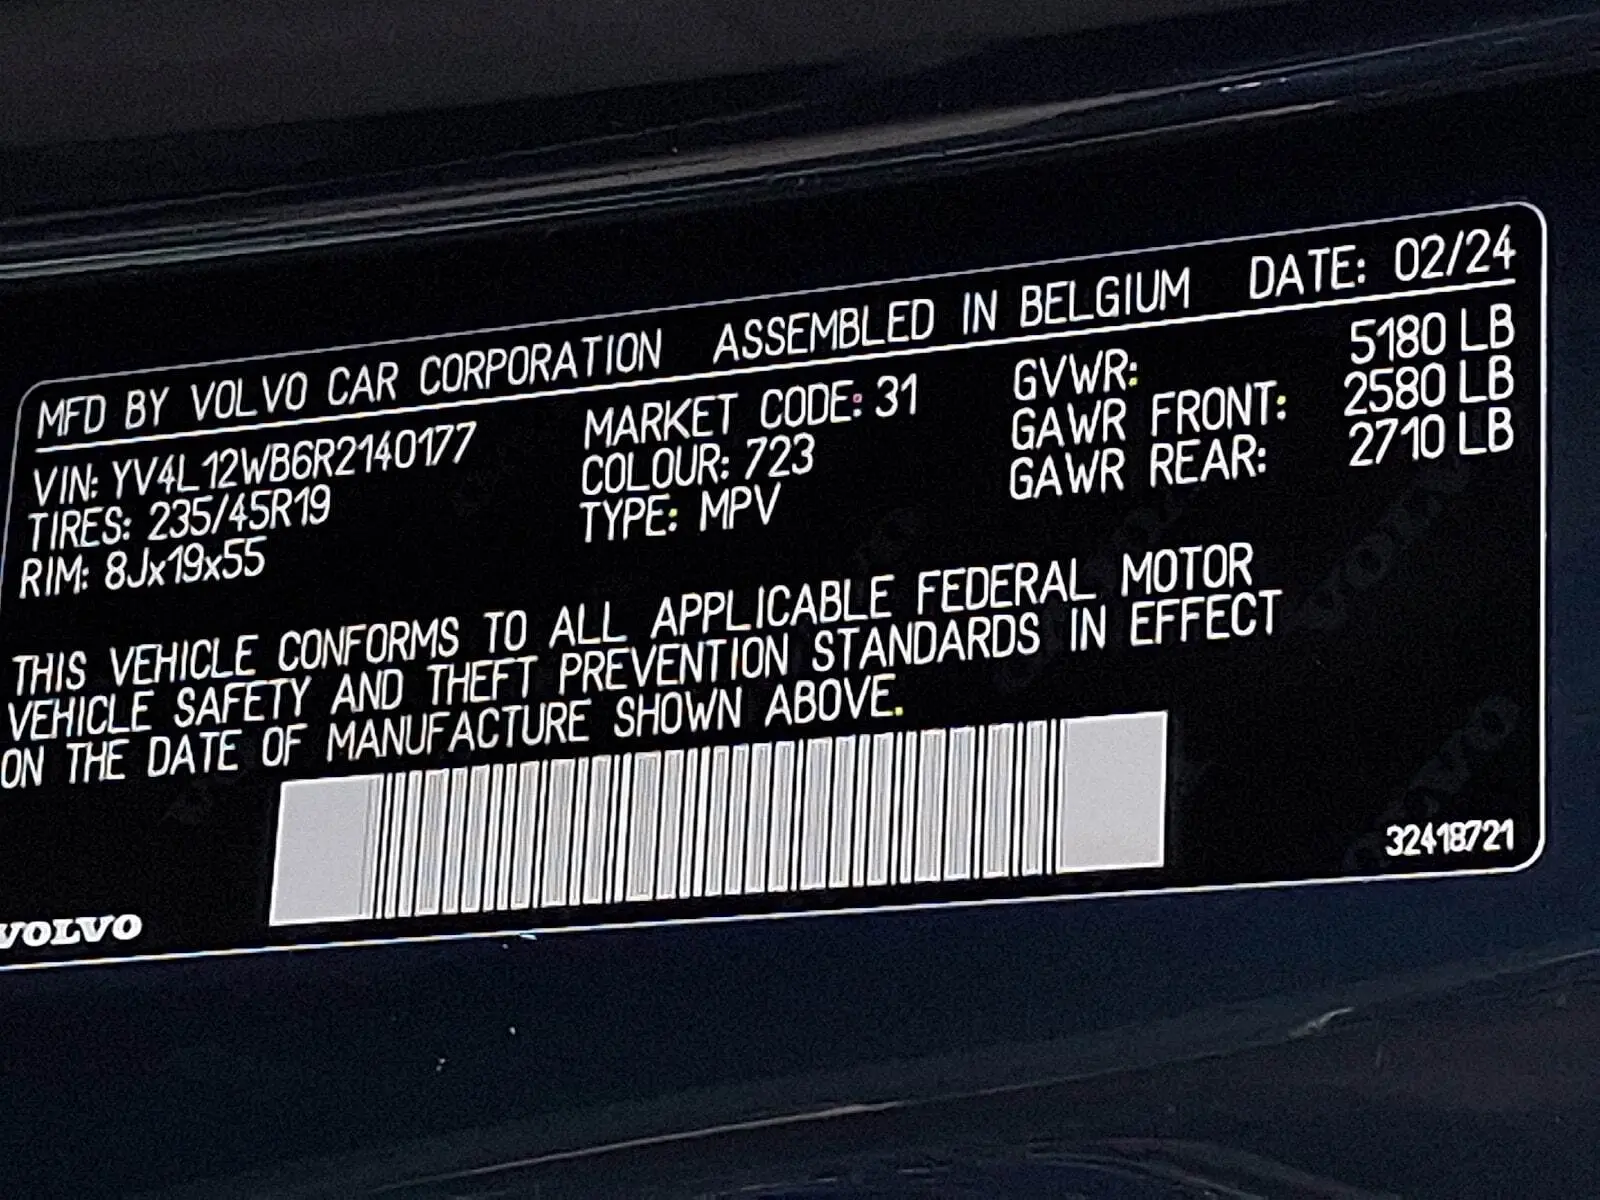 MFD BY VOLVO CAR CORPORATION ASSEMBLED IN BELGIUM DATE: 02/24
VIN: YV4L12WB6R2140177 MARKET CODE: 31 GVWR: 5180 LB
TIRES: 235/45R19 COLOUR: 723 GAWR FRONT: 2580 LB
RIM: 8Jx19x55 TYPE: MPV GAWR REAR: 2710 LB
THIS VEHICLE CONFORMS TO ALL APPLICABLE FEDERAL MOTOR
VEHICLE SAFETY AND THEFT PREVENTION STANDARDS IN EFFECT
ON THE DATE OF MANUFACTURE SHOWN ABOVE.
32418721
VOLVO